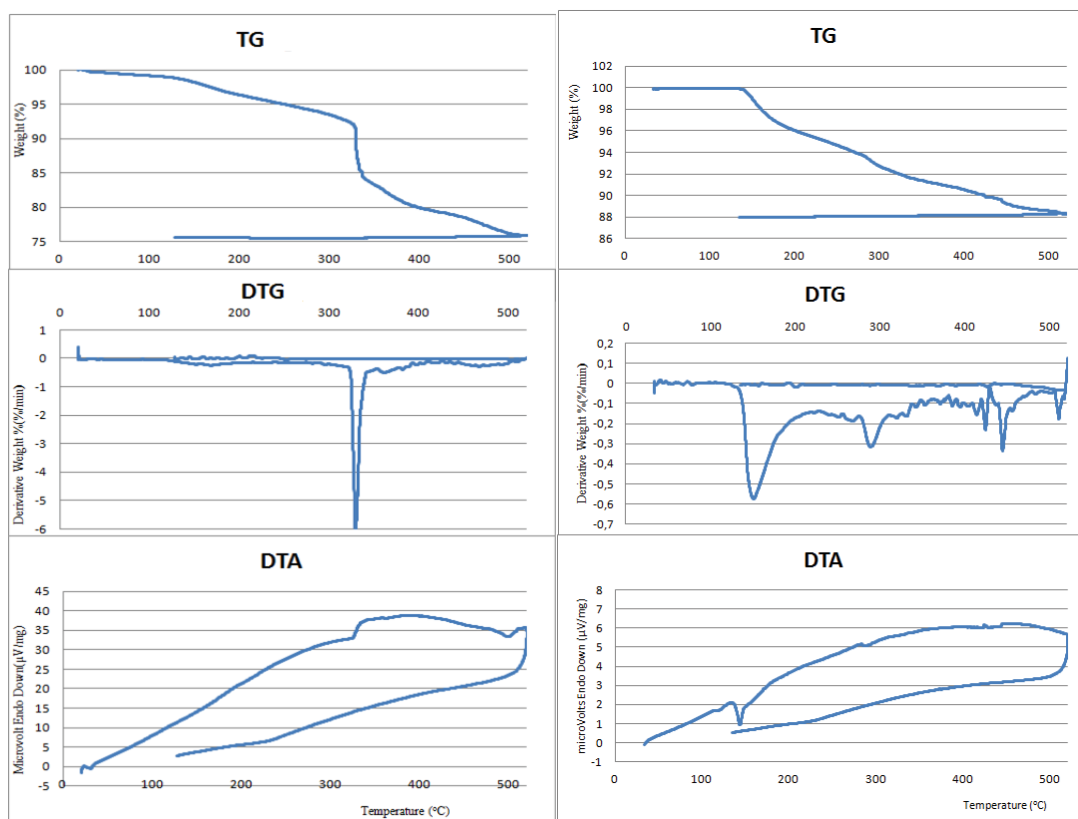 TG
Weight (%)
100
95
90
85
80
75
0 100 200 300 400 500
TG
Weight (%)
102
100
98
96
94
92
90
88
86
0 100 200 300 400 500
DTG
0 100 200 300 400 500
Derivative Weight %(%/min)
1
0
-1
-2
-3
-4
-5
-6
DTG
0 100 200 300 400 500
Derivative Weight %(%/min)
0,2
0,1
0
-0,1
-0,2
-0,3
-0,4
-0,5
-0,6
-0,7
DTA
Microvolt Endo Down(µV/mg)
45
40
35
30
25
20
15
10
5
0
-5
0 100 200 300 400 500
Temperature (°C)
DTA
microVolts Endo Down (µV/mg)
8
7
6
5
4
3
2
1
0
-1
0 100 200 300 400 500
Temperature (°C)